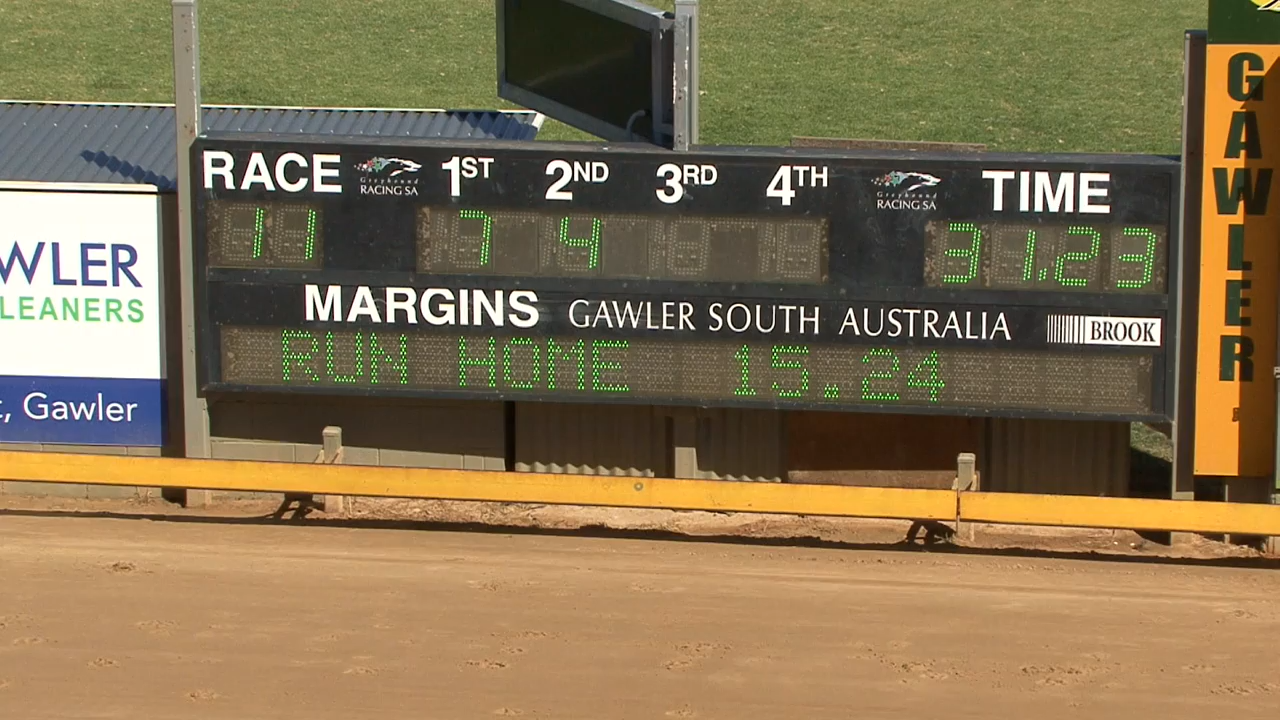 RACE
Greyhound
RACING SA
1ST 2ND 3RD 4TH
Greyhound
RACING SA
TIME
11 7 4 31.23
MARGINS GAWLER SOUTH AUSTRALIA BROOK
RUN HOME 15.24
WLER
LEANERS
, Gawler
GAWLER